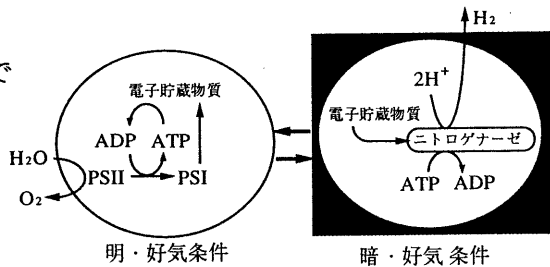 H₂
2H⁺
電子貯蔵物質
ニトロゲナーゼ
ATP ADP
暗・好気条件
電子貯蔵物質
ADP ATP
H₂O
PSII PSI
O₂
明・好気条件